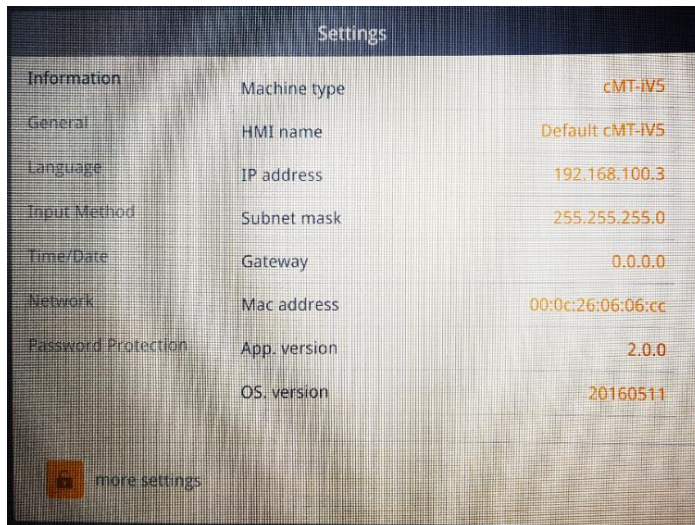 Settings
Information
General
Language
Input Method
Time/Date
Network
Password Protection
more settings
Machine type cMT-iV5
HMI name Default cMT-iV5
IP address 192.168.100.3
Subnet mask 255.255.255.0
Gateway 0.0.0.0
Mac address 00:0c:26:06:06:cc
App. version 2.0.0
OS. version 20160511